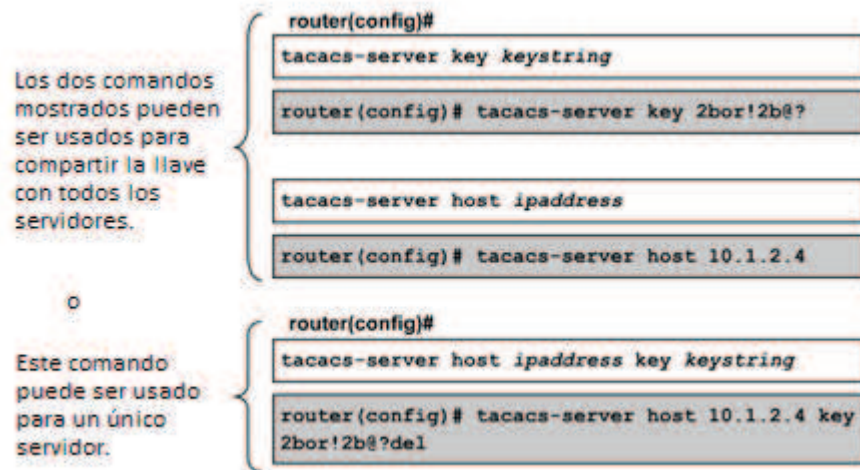 Los dos comandos
mostrados pueden
ser usados para
compartir la llave
con todos los
servidores.
router(config)#
tacacs-server key keystring
router(config)# tacacs-server key 2bor!2b@?
tacacs-server host ipaddress
router(config)# tacacs-server host 10.1.2.4
o
Este comando
puede ser usado
para un único
servidor.
router(config)#
tacacs-server host ipaddress key keystring
router(config)# tacacs-server host 10.1.2.4 key
2bor!2b@?del